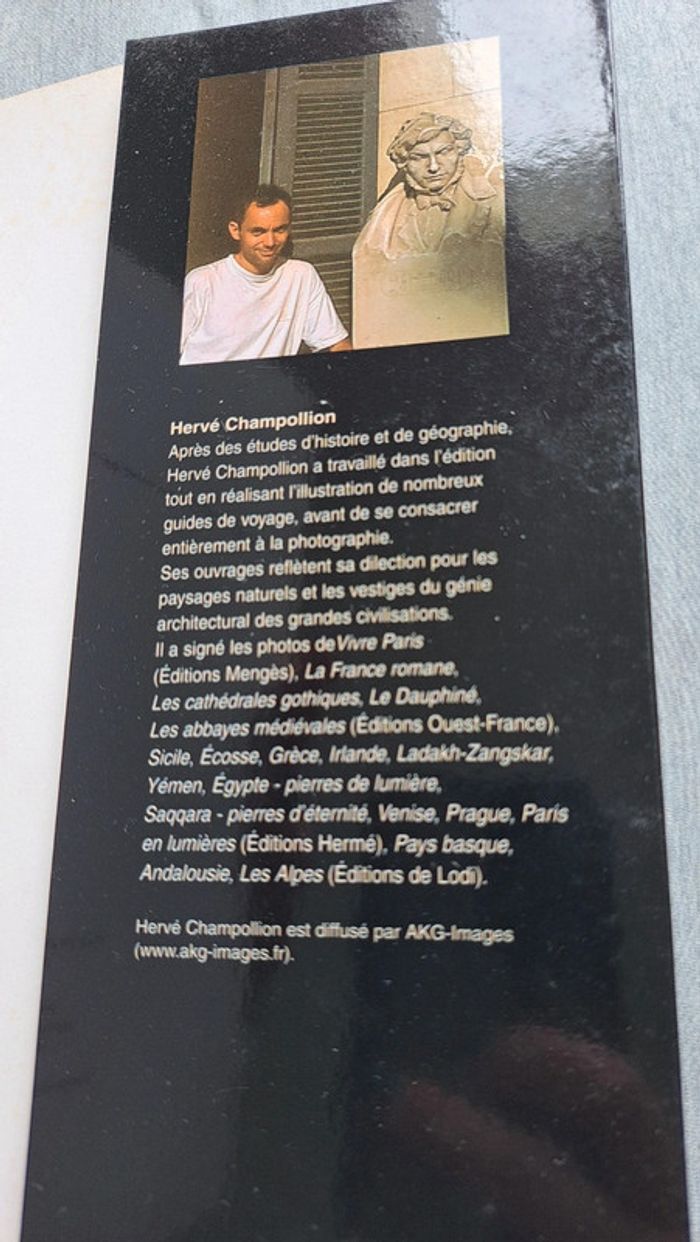 Hervé Champollion
Après des études d'histoire et de géographie,
Hervé Champollion a travaillé dans l'édition
tout en réalisant l'illustration de nombreux
guides de voyage, avant de se consacrer
entièrement à la photographie.
Ses ouvrages reflètent sa dilection pour les
paysages naturels et les vestiges du génie
architectural des grandes civilisations.
Il a signé les photos de Vivre Paris
(Éditions Mengès), La France romane,
Les cathédrales gothiques, Le Dauphiné,
Les abbayes médiévales (Éditions Ouest-France),
Sicile, Écosse, Grèce, Irlande, Ladakh-Zangskar,
Yémen, Égypte - pierres de lumière,
Saqqara - pierres d'éternité, Venise, Prague, Paris
en lumières (Éditions Hermé), Pays basque,
Andalousie, Les Alpes (Éditions de Lodi).
Hervé Champollion est diffusé par AKG-Images
(www.akg-images.fr).